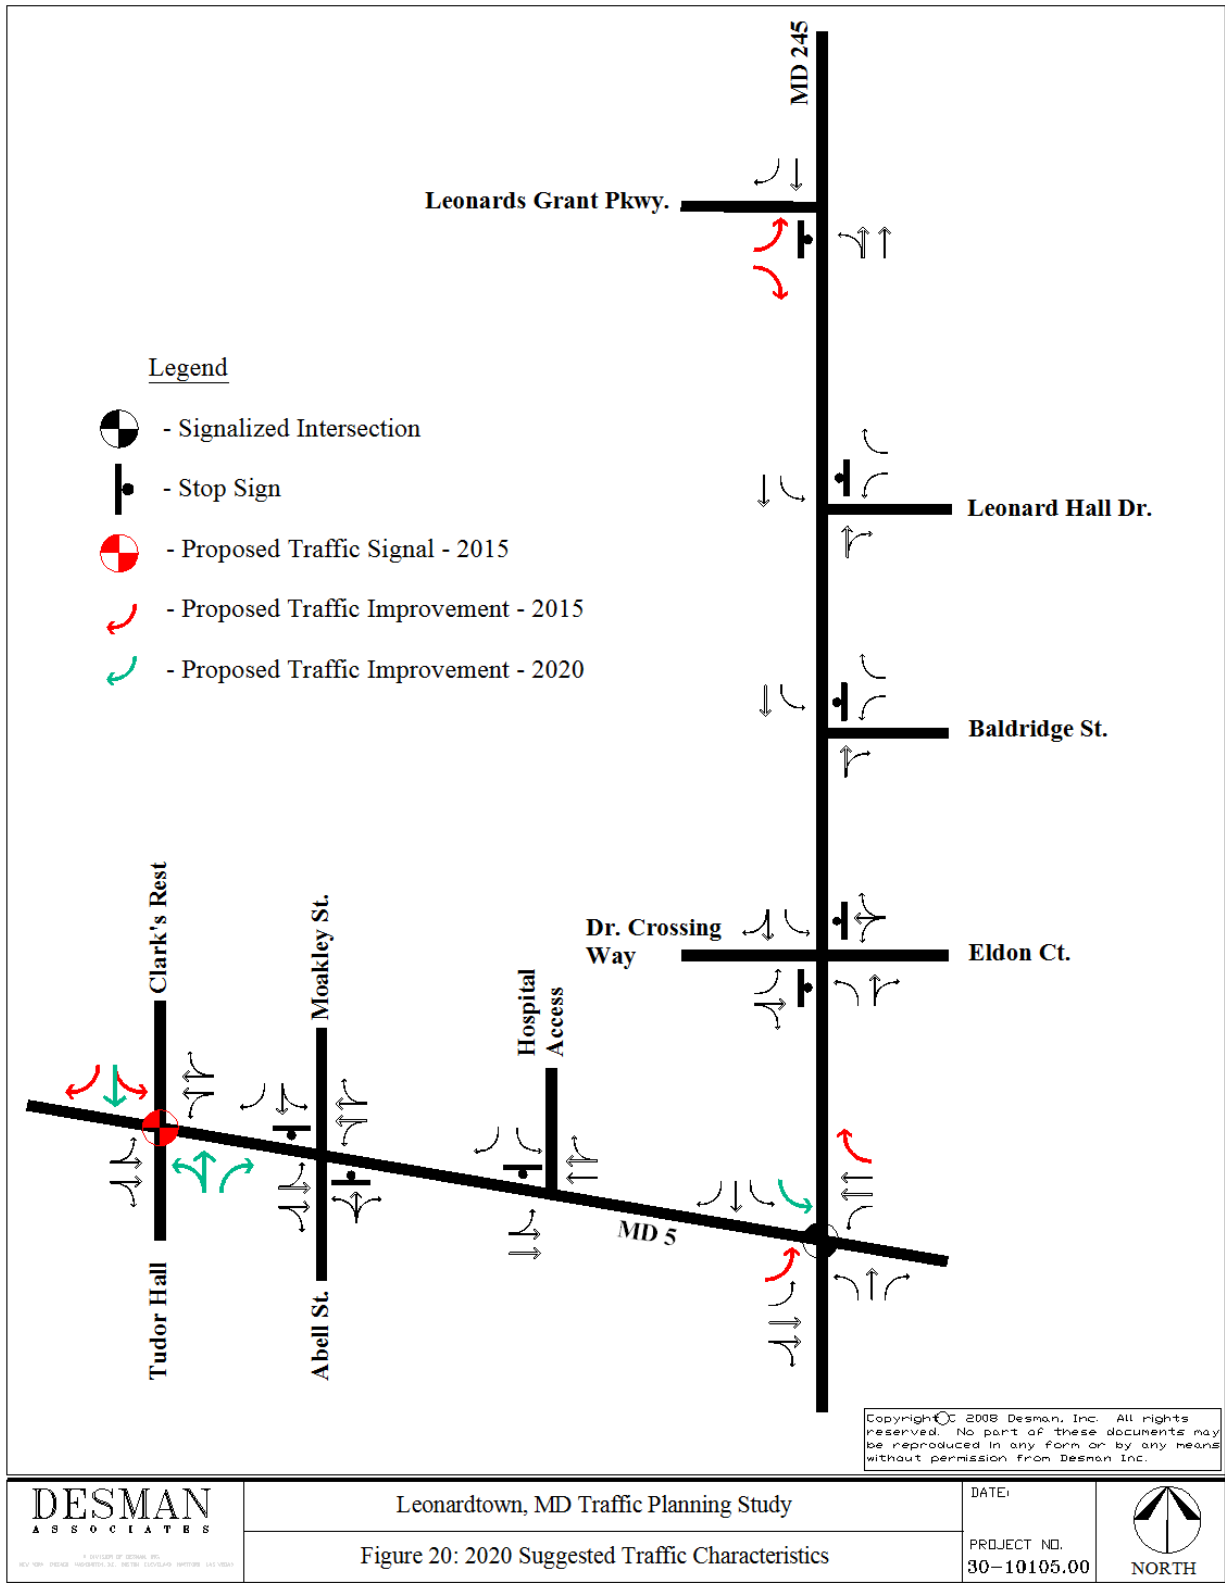 MD 245
Leonards Grant Pkwy.
Legend
- Signalized Intersection
- Stop Sign
- Proposed Traffic Signal - 2015
- Proposed Traffic Improvement - 2015
- Proposed Traffic Improvement - 2020
Leonard Hall Dr.
Baldridge St.
Dr. Crossing
Way
Eldon Ct.
Clark's Rest
Moakley St.
Hospital
Access
MD 5
Tudor Hall
Abell St.
Copyright C 2008 Desman, Inc. All rights
reserved. No part of these documents may
be reproduced in any form or by any means
without permission from Desman Inc.
DESMAN
ASSOCIATES
Leonardtown, MD Traffic Planning Study
Figure 20: 2020 Suggested Traffic Characteristics
DATE:
PROJECT NO.
30-10105.00
NORTH